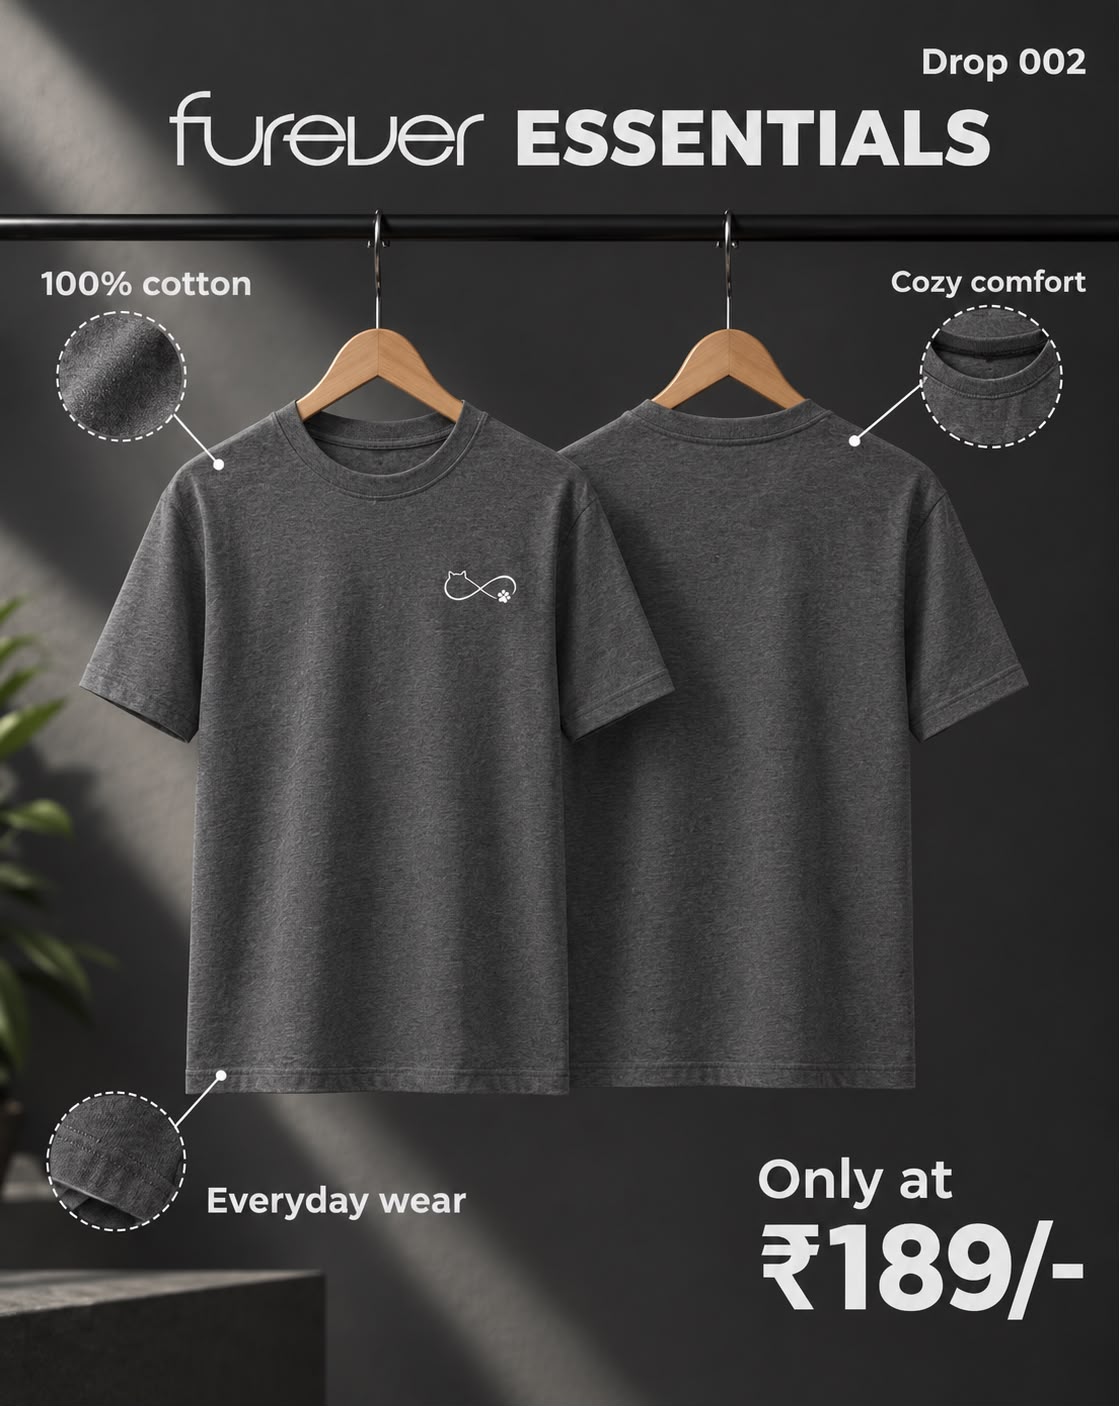 Drop 002
furever ESSENTIALS
100% cotton
Cozy comfort
Everyday wear
Only at
₹189/-